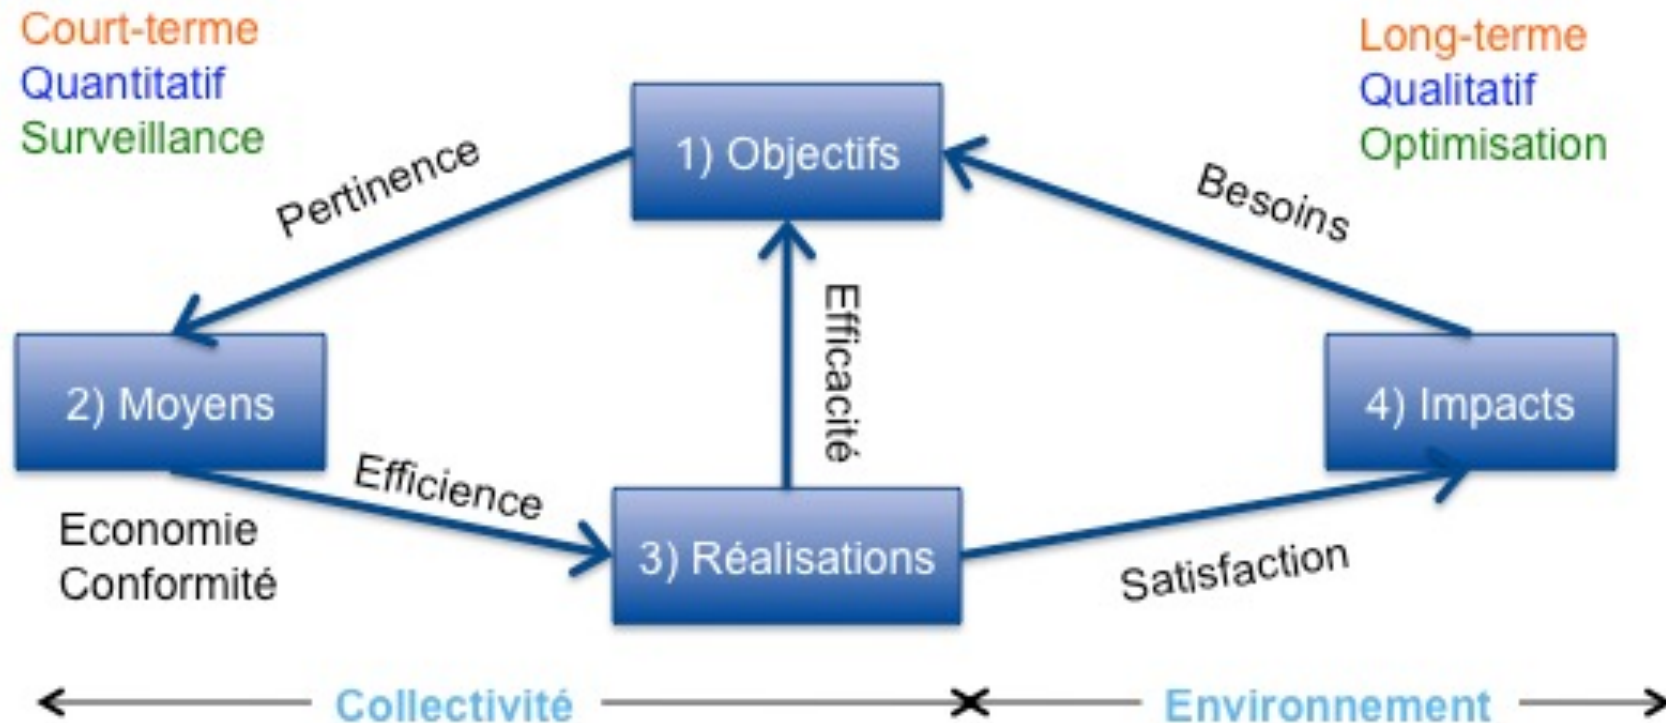 Court-terme
Quantitatif
Surveillance
Long-terme
Qualitatif
Optimisation
1) Objectifs
Pertinence
Besoins
Efficacité
2) Moyens
4) Impacts
Efficience
Economie
Conformité
3) Réalisations
Satisfaction
Collectivité
Environnement